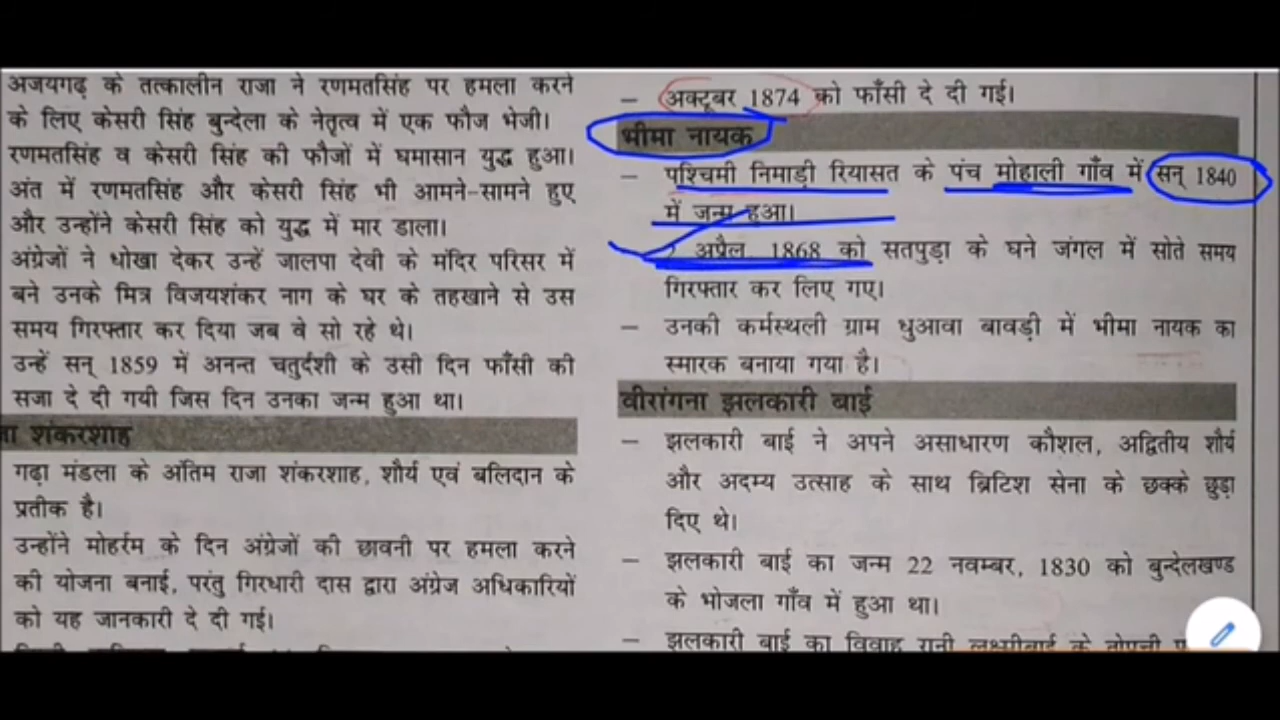 अजयगढ़ के तत्कालीन राजा ने रणमतसिंह पर हमला करने
के लिए केसरी सिंह बुन्देला के नेतृत्व में एक फौज भेजी।
रणमतसिंह व केसरी सिंह की फौजों में घमासान युद्ध हुआ।
अंत में रणमतसिंह और केसरी सिंह भी आमने-सामने हुए
और उन्होंने केसरी सिंह को युद्ध में मार डाला।
अंग्रेजों ने धोखा देकर उन्हें जालपा देवी के मंदिर परिसर में
बने उनके मित्र विजयशंकर नाग के घर के तहखाने से उस
समय गिरफ्तार कर दिया जब वे सो रहे थे।
उन्हें सन् 1859 में अनन्त चतुर्दशी के उसी दिन फाँसी की
सजा दे दी गयी जिस दिन उनका जन्म हुआ था।
शंकरशाह
गढ़ा मंडला के अंतिम राजा शंकरशाह, शौर्य एवं बलिदान के
प्रतीक है।
उन्होंने मोहर्रम के दिन अंग्रेजों की छावनी पर हमला करने
की योजना बनाई, परंतु गिरधारी दास द्वारा अंग्रेज अधिकारियों
को यह जानकारी दे दी गई।
– अक्टूबर 1874 को फाँसी दे दी गई।
भीमा नायक
– पश्चिमी निमाड़ी रियासत के पंच मोहाली गाँव में सन् 1840
में जन्म हुआ।
अप्रैल, 1868 को सतपुड़ा के घने जंगल में सोते समय
गिरफ्तार कर लिए गए।
– उनकी कर्मस्थली ग्राम धुआवा बावड़ी में भीमा नायक का
स्मारक बनाया गया है।
वीरांगना झलकारी बाई
– झलकारी बाई ने अपने असाधारण कौशल, अद्वितीय शौर्य
और अदम्य उत्साह के साथ ब्रिटिश सेना के छक्के छुड़ा
दिए थे।
– झलकारी बाई का जन्म 22 नवम्बर, 1830 को बुन्देलखण्ड
के भोजला गाँव में हुआ था।
– झलकारी बाई का विवाह रानी लक्ष्मीबाई के तोपची